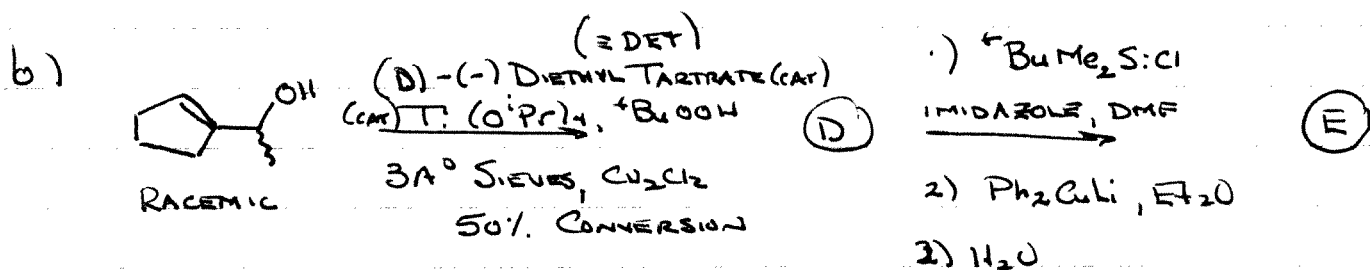 b)
OH
RACEMIC
(≡ DET)
(D)-(-) DIETHYL TARTRATE (CAT)
(CAT) Ti (OⁱPr)₄, ᵗBuOOH
3A° SIEVES, CH₂Cl₂
50% CONVERSION
D
1) ᵗBuMe₂SiCl
IMIDAZOLE, DMF
2) Ph₂CuLi, Et₂O
3) H₂O
E